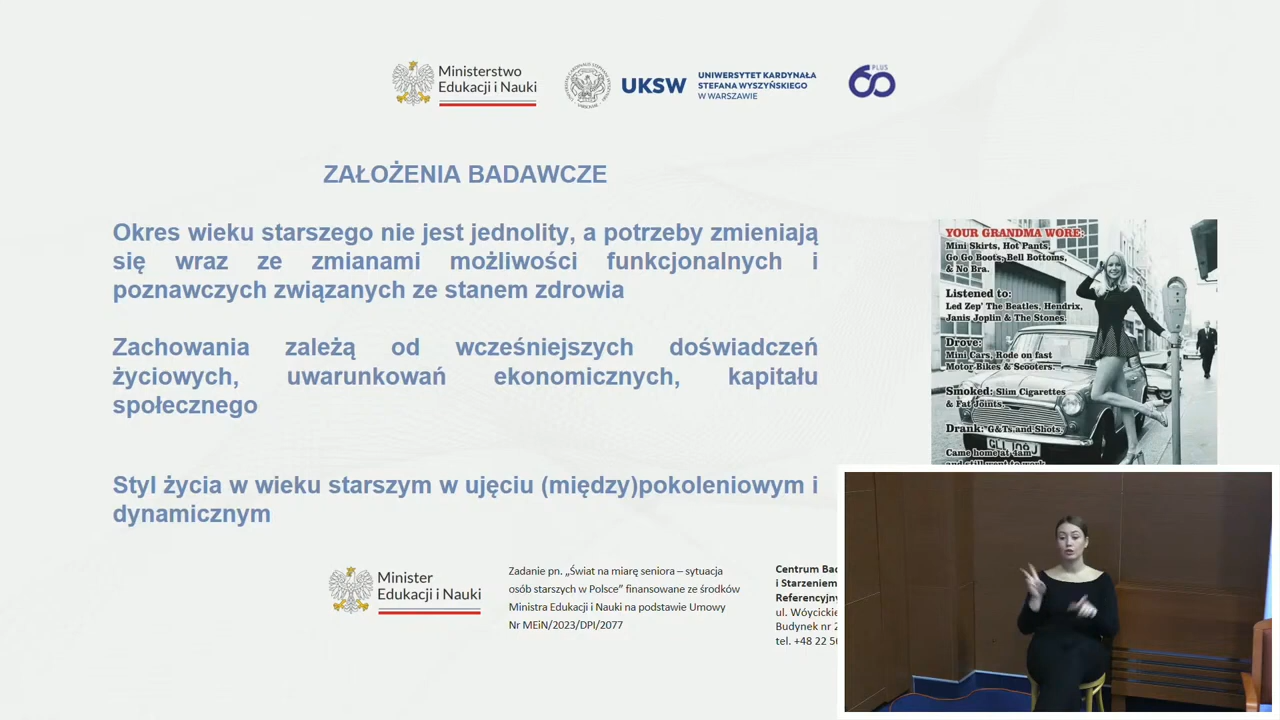 Ministerstwo
Edukacji i Nauki
UKSW
UNIWERSYTET KARDYNAŁA
STEFANA WYSZYŃSKIEGO
W WARSZAWIE
60 PLUS
ZAŁOŻENIA BADAWCZE
Okres wieku starszego nie jest jednolity, a potrzeby zmieniają
się wraz ze zmianami możliwości funkcjonalnych i
poznawczych związanych ze stanem zdrowia
Zachowania zależą od wcześniejszych doświadczeń
życiowych, uwarunkowań ekonomicznych, kapitału
społecznego
Styl życia w wieku starszym w ujęciu (między)pokoleniowym i
dynamicznym
YOUR GRANDMA WORE:
Mini Skirts, Hot Pants,
Go Go Boots, Bell Bottoms,
& No Bra.
Listened to:
Led Zep' The Beatles, Hendrix,
Janis Joplin & The Stones.
Drove:
Mini Cars, Rode on fast
Motor Bikes & Scooters.
Smoked: Slim Cigarettes
& Fat Joints.
Drank: G&Ts and Shots.
Came home at 4am
Minister
Edukacji i Nauki
Zadanie pn. „Świat na miarę seniora – sytuacja
osób starszych w Polsce” finansowane ze środków
Ministra Edukacji i Nauki na podstawie Umowy
Nr MEiN/2023/DPI/2077
Centrum Bad
i Starzeniem
Referencyjny
ul. Wóycickie
Budynek nr 2
tel. +48 22 56